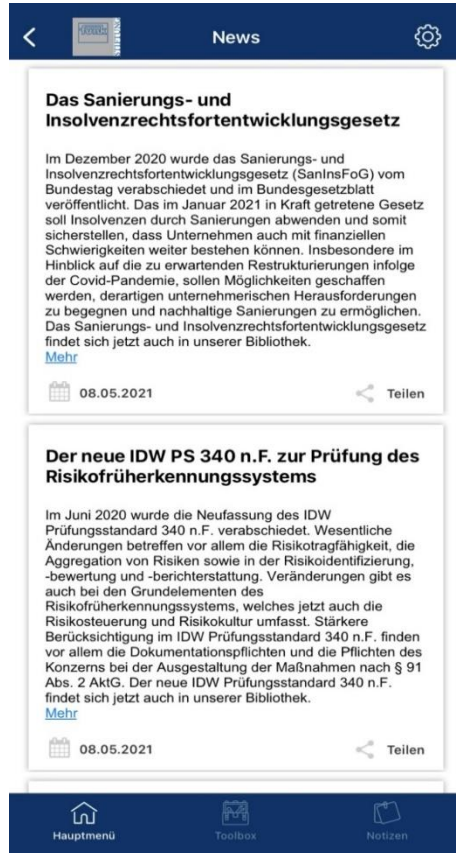 News
Das Sanierungs- und
Insolvenzrechtsfortentwicklungsgesetz
Im Dezember 2020 wurde das Sanierungs- und
Insolvenzrechtsfortentwicklungsgesetz (SanInsFoG) vom
Bundestag verabschiedet und im Bundesgesetzblatt
veröffentlicht. Das im Januar 2021 in Kraft getretene Gesetz
soll Insolvenzen durch Sanierungen abwenden und somit
sicherstellen, dass Unternehmen auch mit finanziellen
Schwierigkeiten weiter bestehen können. Insbesondere im
Hinblick auf die zu erwartenden Restrukturierungen infolge
der Covid-Pandemie, sollen Möglichkeiten geschaffen
werden, derartigen unternehmerischen Herausforderungen
zu begegnen und nachhaltige Sanierungen zu ermöglichen.
Das Sanierungs- und Insolvenzrechtsfortentwicklungsgesetz
findet sich jetzt auch in unserer Bibliothek.
Mehr
08.05.2021 Teilen
Der neue IDW PS 340 n.F. zur Prüfung des
Risikofrüherkennungssystems
Im Juni 2020 wurde die Neufassung des IDW
Prüfungsstandard 340 n.F. verabschiedet. Wesentliche
Änderungen betreffen vor allem die Risikotragfähigkeit, die
Aggregation von Risiken sowie in der Risikoidentifizierung,
-bewertung und -berichterstattung. Veränderungen gibt es
auch bei den Grundelementen des
Risikofrüherkennungssystems, welches jetzt auch die
Risikosteuerung und Risikokultur umfasst. Stärkere
Berücksichtigung im IDW Prüfungsstandard 340 n.F. finden
vor allem die Dokumentationspflichten und die Pflichten des
Konzerns bei der Ausgestaltung der Maßnahmen nach § 91
Abs. 2 AktG. Der neue IDW Prüfungsstandard 340 n.F.
findet sich jetzt auch in unserer Bibliothek.
Mehr
08.05.2021 Teilen
Hauptmenü Toolbox Notizen